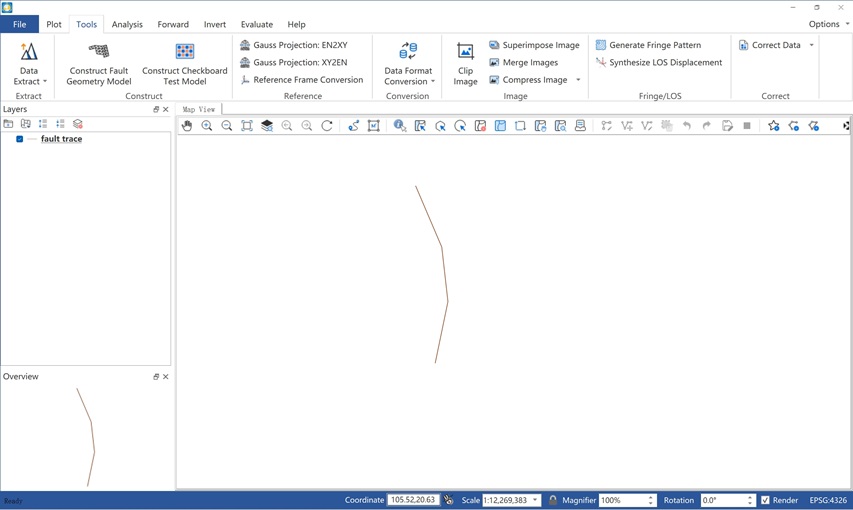 File Plot Tools Analysis Forward Invert Evaluate Help Options
Data Extract
Extract
Construct Fault Geometry Model
Construct Checkboard Test Model
Construct
Gauss Projection: EN2XY
Gauss Projection: XY2EN
Reference Frame Conversion
Reference
Data Format Conversion
Conversion
Clip Image
Superimpose Image
Merge Images
Compress Image
Image
Generate Fringe Pattern
Synthesize LOS Displacement
Fringe/LOS
Correct Data
Correct
Layers
fault trace
Map View
Overview
Ready
Coordinate 105.52,20.63 Scale 1:12,269,383 Magnifier 100% Rotation 0.0° Render EPSG:4326